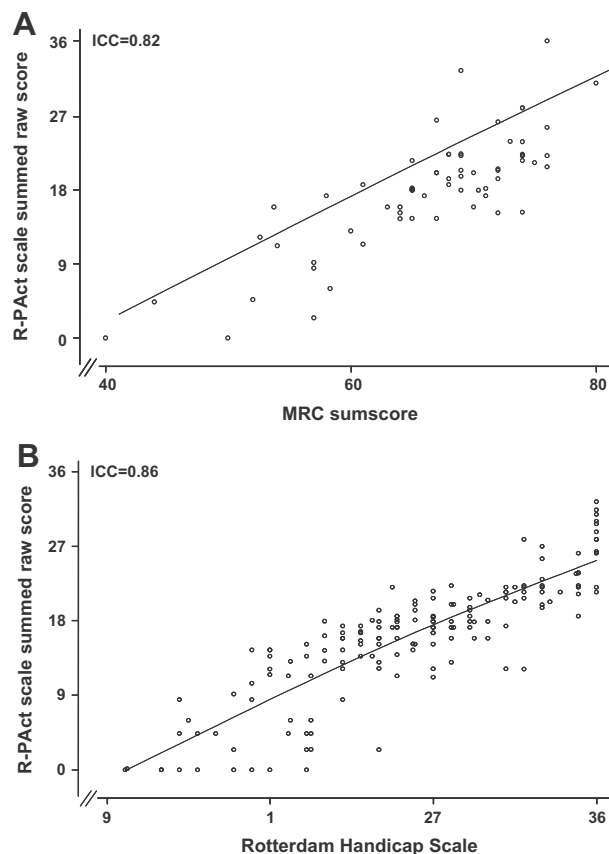 A
ICC=0.82
R-PAct scale summed raw score
36
27
18
9
0
40 60 80
MRC sumscore
B
ICC=0.86
R-PAct scale summed raw score
36
27
18
9
0
9 1 27 36
Rotterdam Handicap Scale